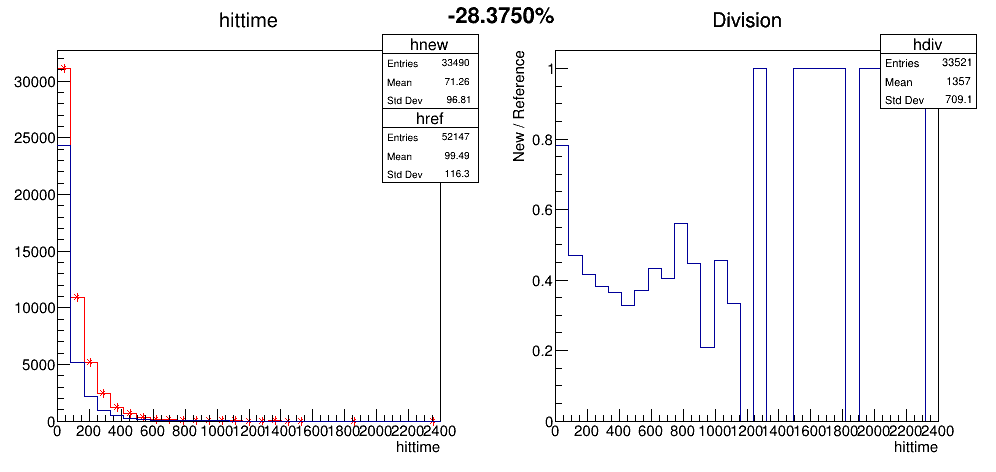 -28.3750%
hittime
hnew
Entries 33490
Mean 71.26
Std Dev 96.81
href
Entries 52147
Mean 99.49
Std Dev 116.3
30000
25000
20000
15000
10000
5000
0
0 200 400 600 800 1000 1200 1400 1600 1800 2000 2200 2400
hittime
Division
hdiv
Entries 33521
Mean 1357
Std Dev 709.1
New / Reference
1
0.8
0.6
0.4
0.2
0
0 200 400 600 800 1000 1200 1400 1600 1800 2000 2200 2400
hittime